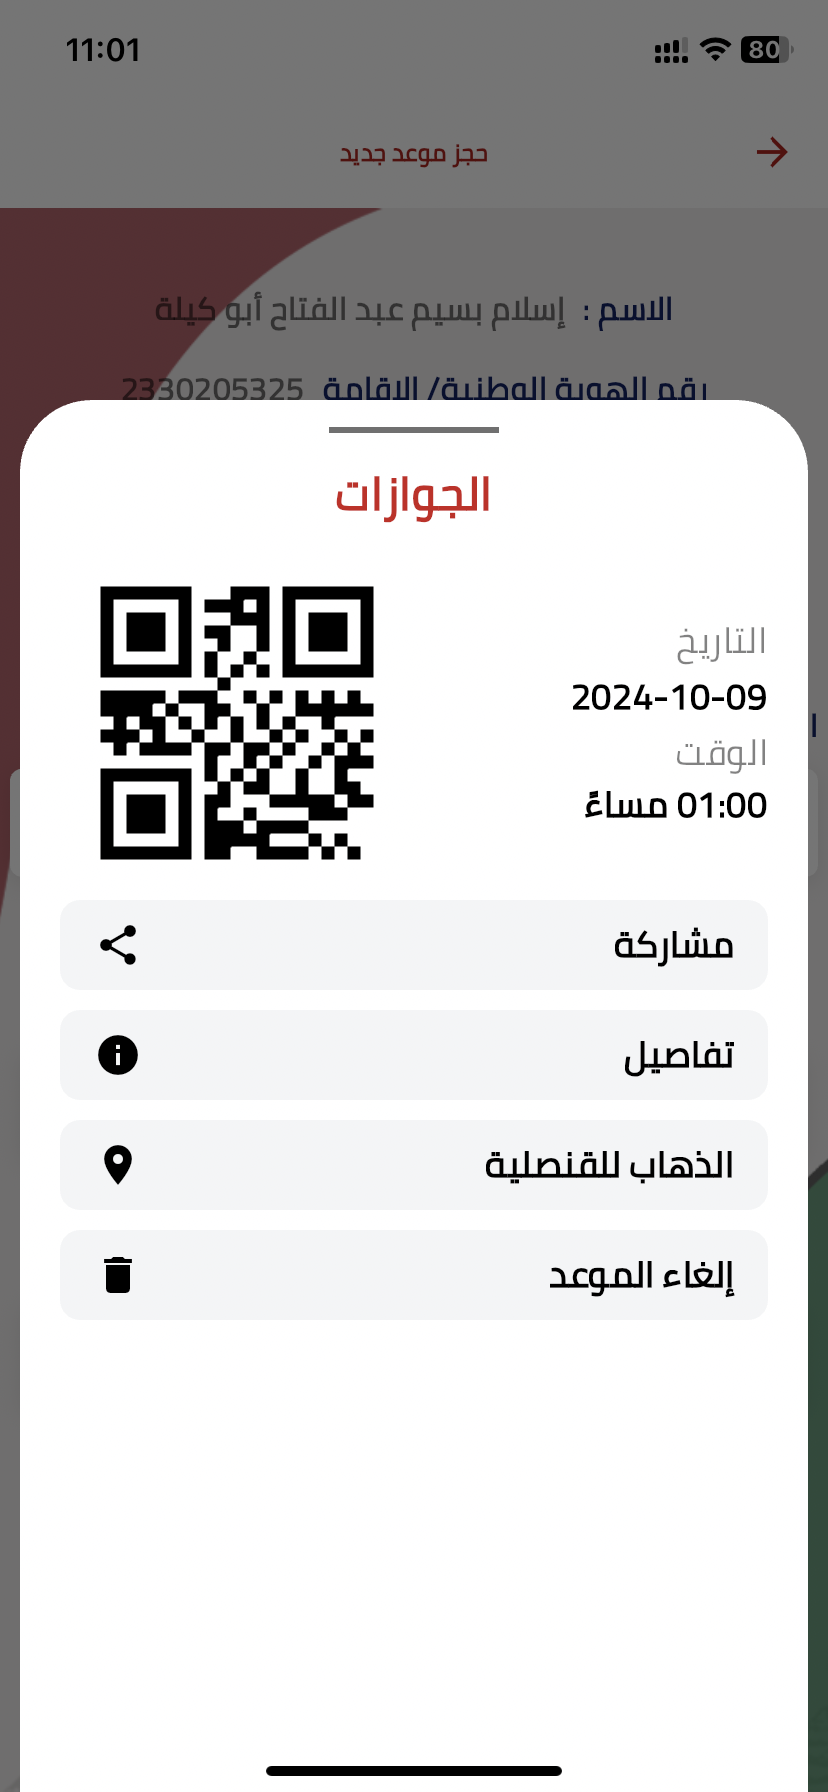 11:01
80
حجز موعد جديد
الاسم : إسلام بسيم عبد الفتاح أبو كيلة
رقم الهوية الوطنية/ الإقامة 2330205325
الجوازات
التاريخ
2024-10-09
الوقت
01:00 مساءً
مشاركة
تفاصيل
الذهاب للقنصلية
إلغاء الموعد